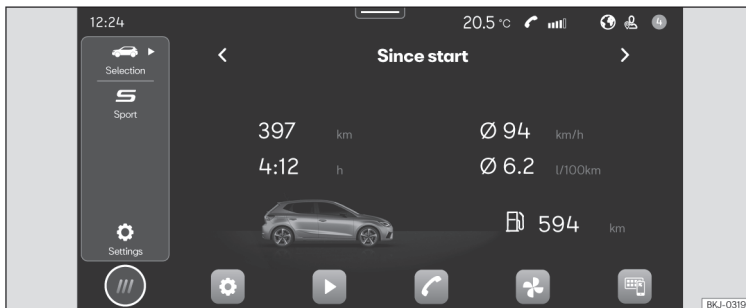 12:24
20.5 °C
4
Selection
Since start
Sport
397 km
Ø 94 km/h
4:12 h
Ø 6.2 l/100km
594 km
Settings
BKJ-0319